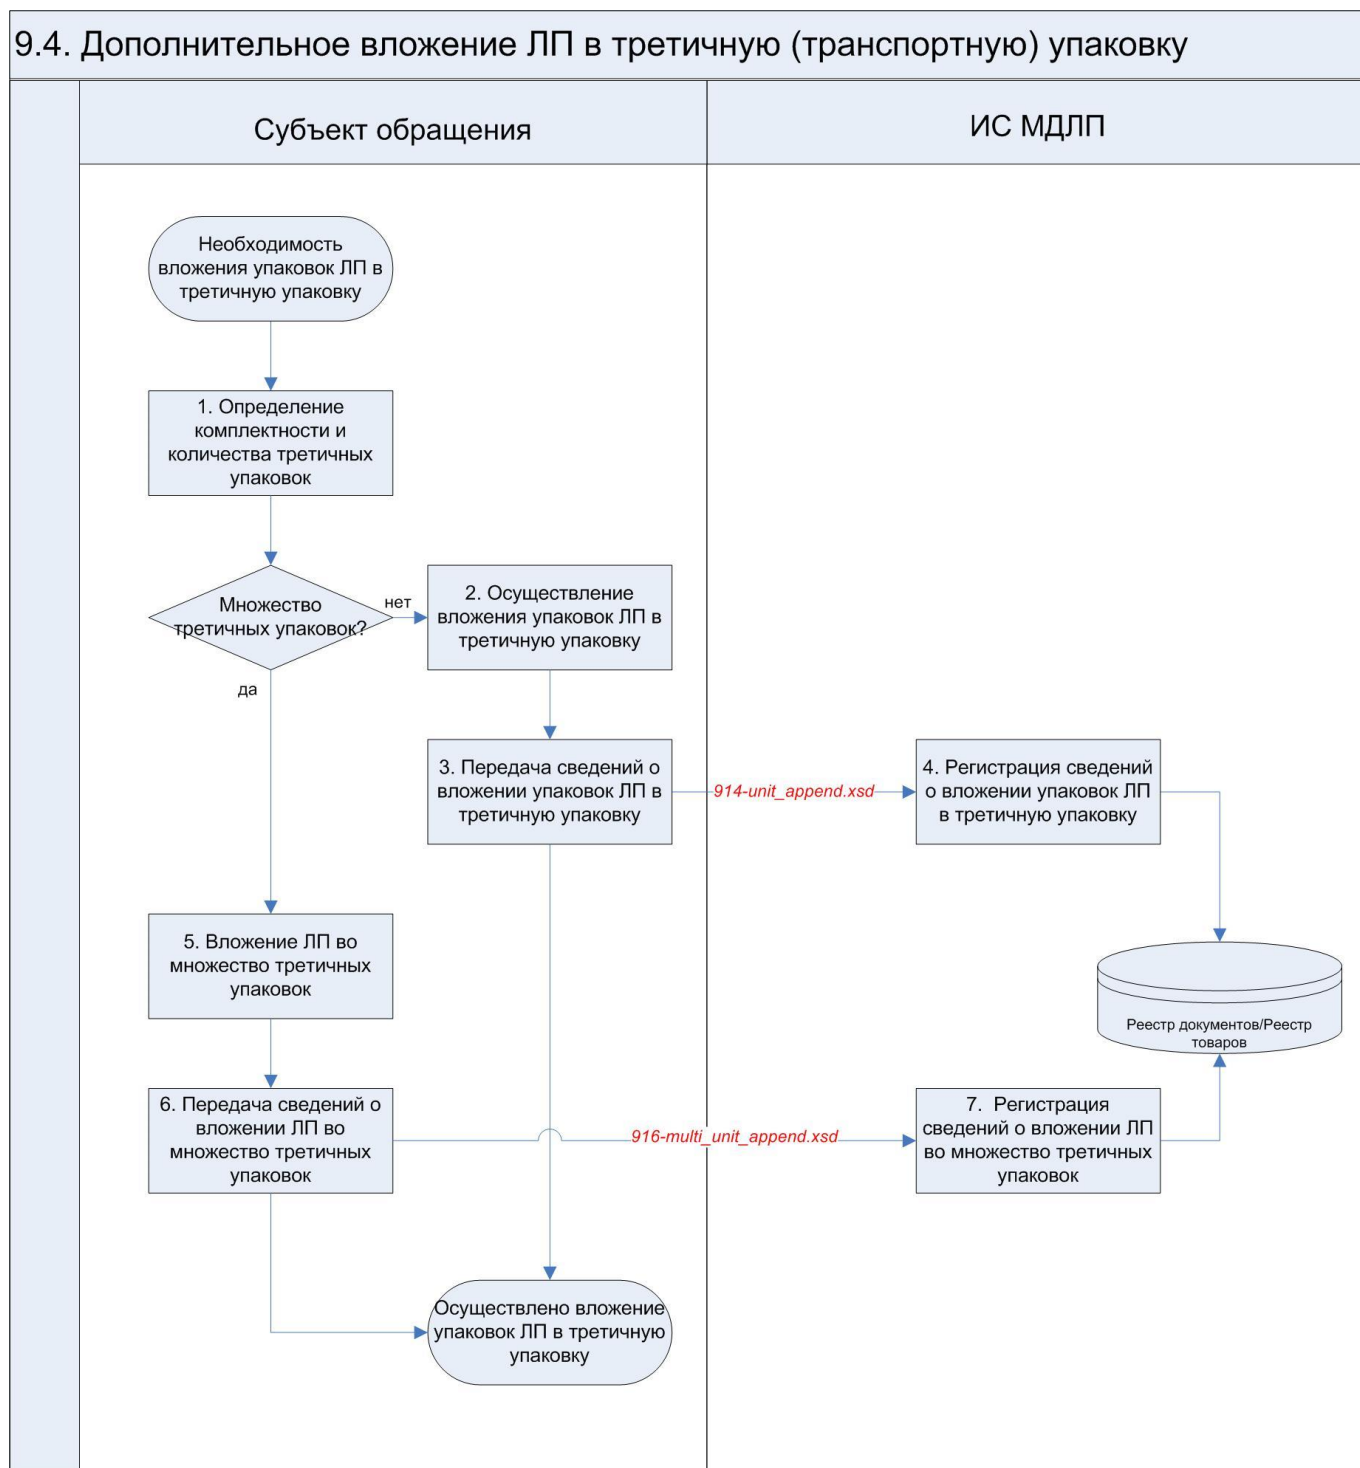 9.4. Дополнительное вложение ЛП в третичную (транспортную) упаковку
Субъект обращения
ИС МДЛП
Необходимость
вложения упаковок ЛП в
третичную упаковку
1. Определение
комплектности и
количества третичных
упаковок
Множество
третичных упаковок?
нет
да
2. Осуществление
вложения упаковок ЛП в
третичную упаковку
3. Передача сведений о
вложении упаковок ЛП в
третичную упаковку
914-unit_append.xsd
4. Регистрация сведений
о вложении упаковок ЛП
в третичную упаковку
5. Вложение ЛП во
множество третичных
упаковок
Реестр документов/Реестр
товаров
6. Передача сведений о
вложении ЛП во
множество третичных
упаковок
916-multi_unit_append.xsd
7. Регистрация
сведений о вложении ЛП
во множество третичных
упаковок
Осуществлено вложение
упаковок ЛП в третичную
упаковку